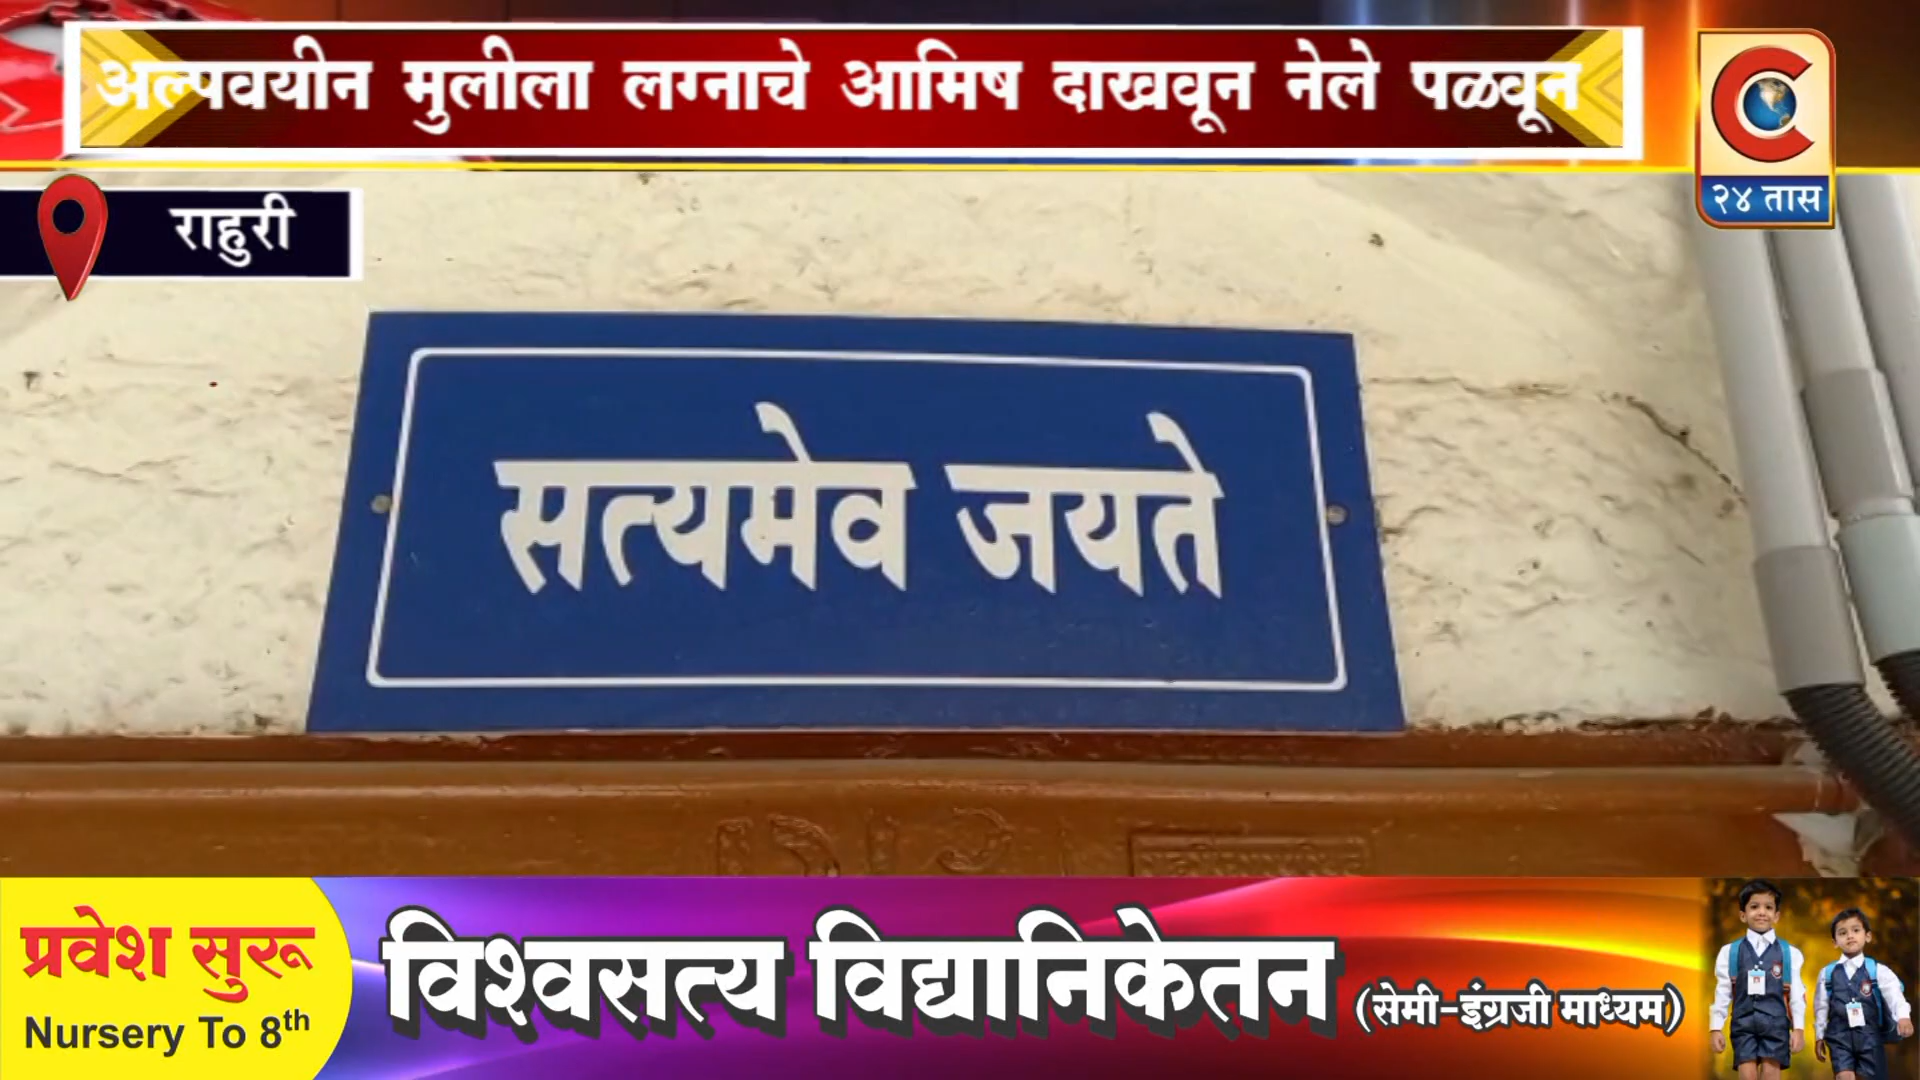 अल्पवयीन मुलीला लग्नाचे आमिष दाखवून नेले पळवून
C
२४ तास
राहुरी
सत्यमेव जयते
प्रवेश सुरू
Nursery To 8th
विश्वसत्य विद्यानिकेतन (सेमी-इंग्रजी माध्यम)